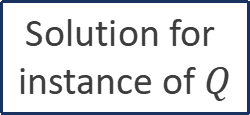 Solution for
instance of Q